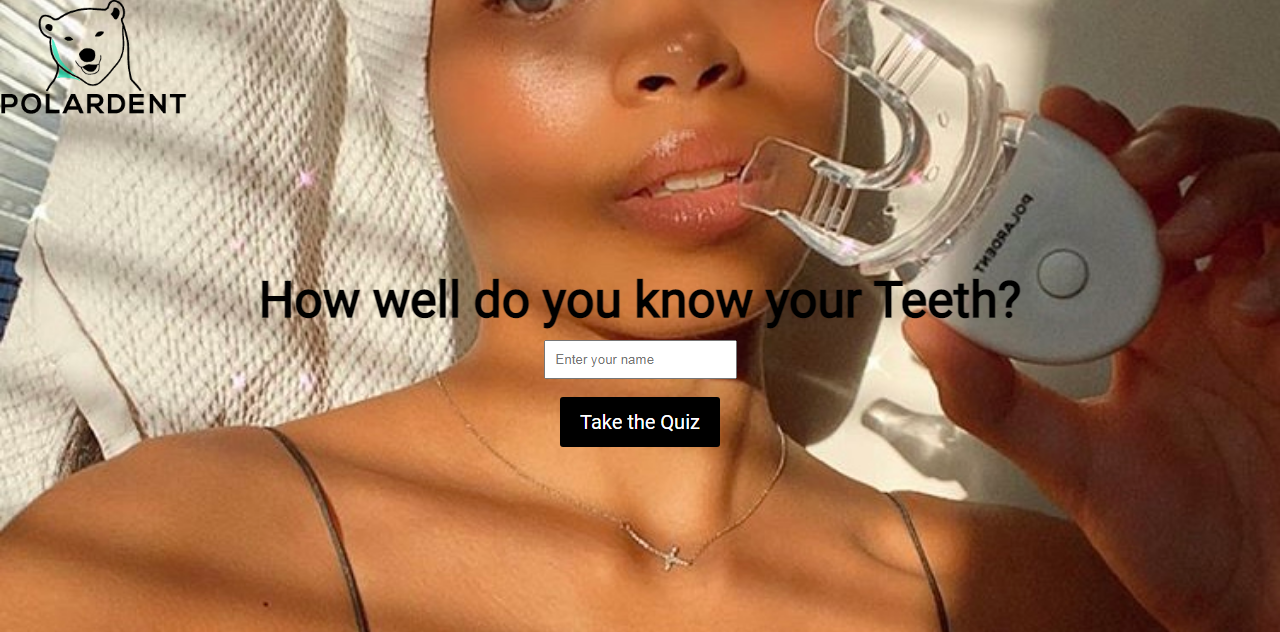 POLARDENT
POLARDENT
How well do you know your Teeth?
Enter your name
Take the Quiz